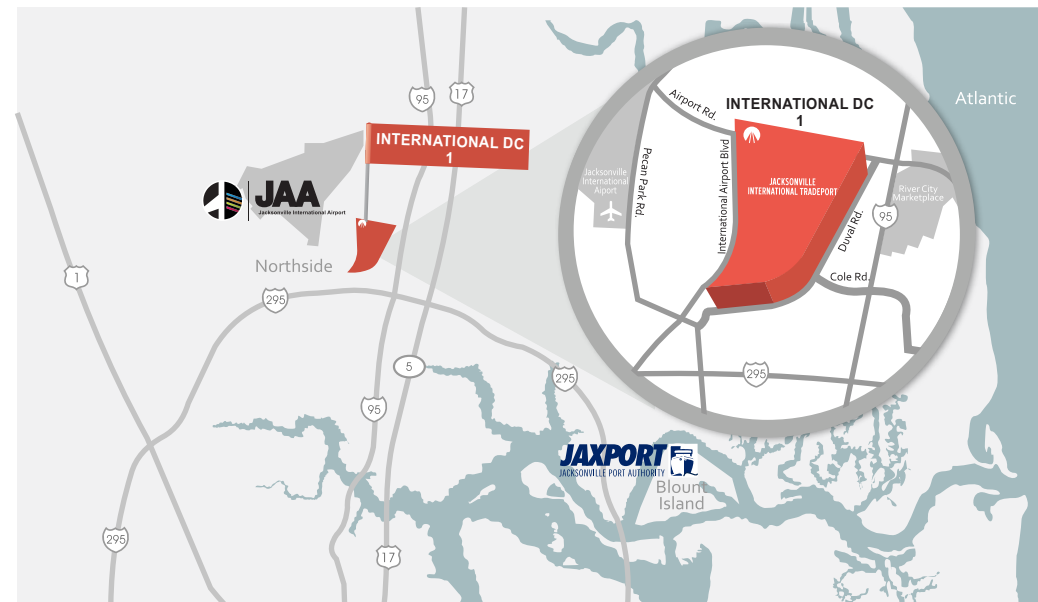 95
17
INTERNATIONAL DC
1
JAA
Jacksonville International Airport
Northside
1
295
5
95
295
295
17
JAXPORT
JACKSONVILLE PORT AUTHORITY
Blount
Island
Atlantic
INTERNATIONAL DC
1
Airport Rd.
Pecan Park Rd.
International Airport Blvd
JACKSONVILLE
INTERNATIONAL TRADEPORT
Jacksonville
International
Aiport
River City
Marketplace
95
Duval Rd.
Cole Rd.
295